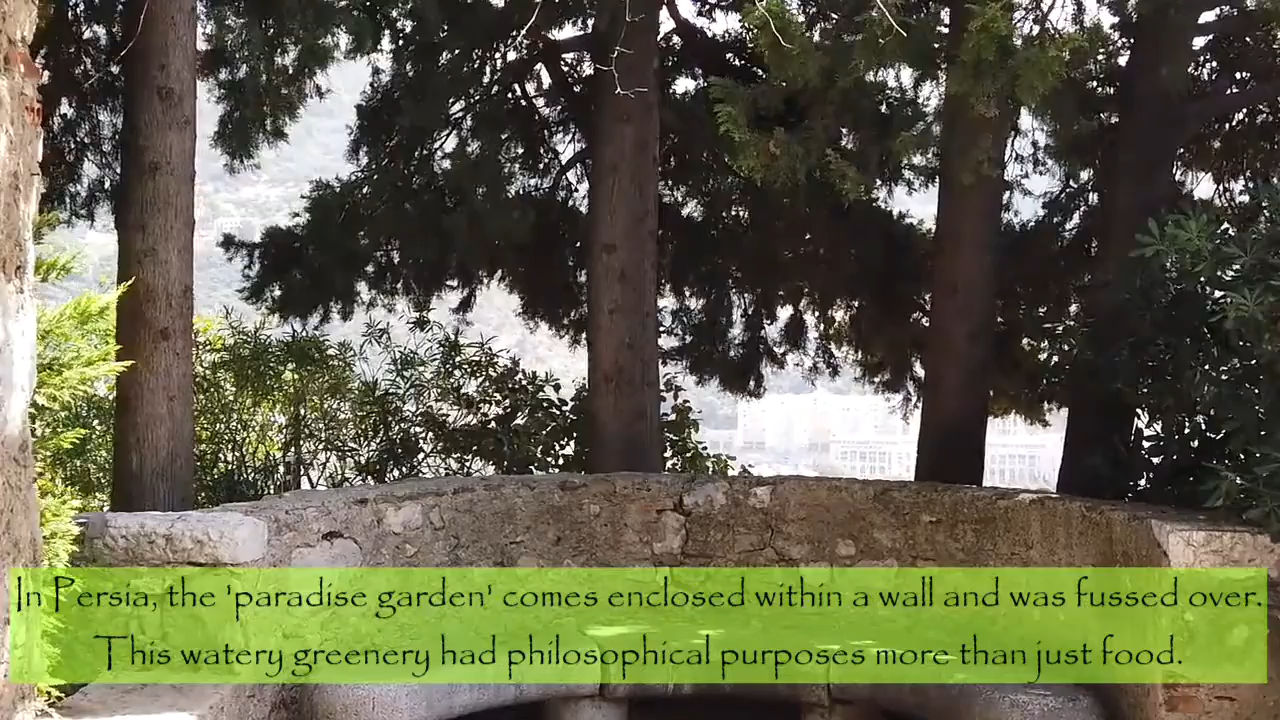 In Persia, the 'paradise garden' comes enclosed within a wall and was fussed over.
This watery greenery had philosophical purposes more than just food.